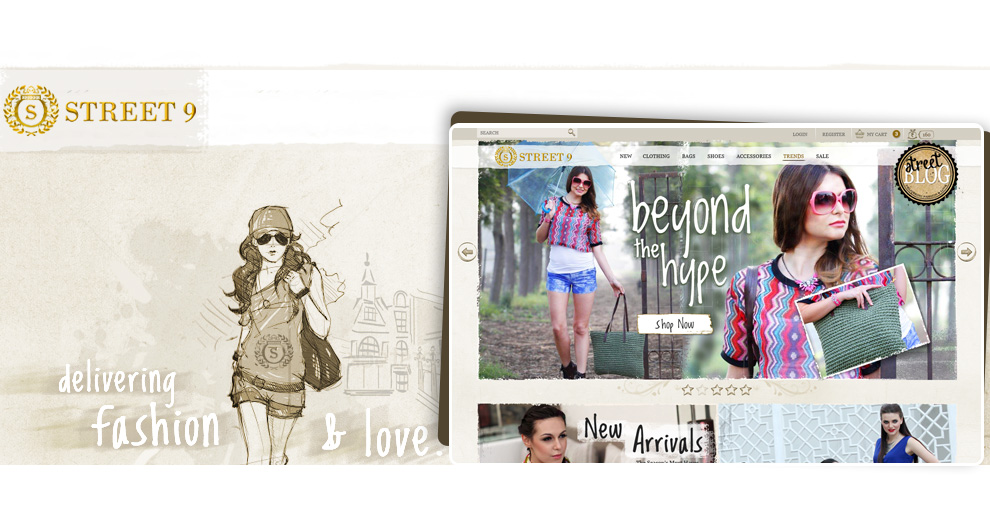 S STREET 9
delivering
fashion
& love.
S
SEARCH
LOGIN REGISTER MY CART 3
S STREET 9
NEW CLOTHING BAGS SHOES ACCESSORIES TRENDS SALE
street
BLOG
beyond
the
hype
Shop Now
New Arrivals